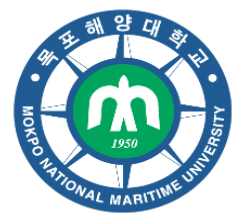 목포해양대학교
1950
MOKPO NATIONAL MARITIME UNIVERSITY